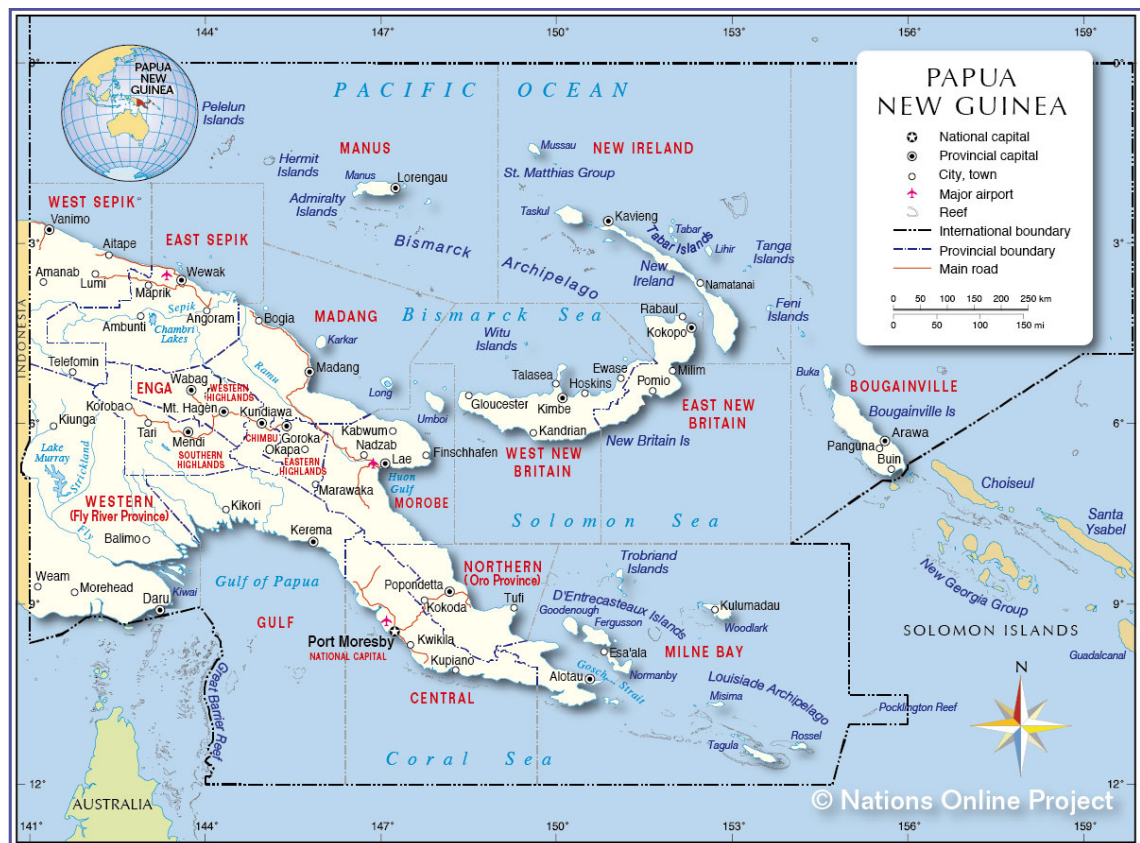 144°
147°
150°
153°
156°
159°
0°
0°
PAPUA
NEW
GUINEA
Pelelun
Islands
PACIFIC OCEAN
PAPUA
NEW GUINEA
National capital
Provincial capital
City, town
Major airport
Reef
International boundary
Provincial boundary
Main road
0 50 100 150 200 250 km
0 50 100 150 mi
MANUS
Hermit
Islands
Manus
Lorengau
Admiralty
Islands
Mussau
NEW IRELAND
St. Matthias Group
Taskul
Kavieng
Tabar
Tabar Islands
Lihir
Tanga
Islands
New
Ireland
Namatanai
Feni
Islands
Bismarck
Archipelago
WEST SEPIK
Vanimo
Aitape
EAST SEPIK
3°
3°
Amanab
Lumi
Maprik
Wewak
Sepik
Ambunti
Chambri
Lakes
Angoram
Bogia
MADANG
Karkar
Bismarck Sea
Witu
Islands
Rabaul
Kokopo
INDONESIA
Telefomin
ENGA
Wabag
WESTERN
HIGHLANDS
Ramu
Madang
Long
Umboi
Talasea
Hoskins
Ewase
Pomio
Milim
Gloucester
Kimbe
Kandrian
EAST NEW
BRITAIN
New Britain Is
WEST NEW
BRITAIN
Buka
BOUGAINVILLE
Bougainville Is
Arawa
Panguna
Buin
Koroba
Mt. Hagen
Kundiawa
Kiunga
6°
6°
Tari
Mendi
CHIMBU
Goroka
Okapa
Kabwum
Nadzab
Lae
Finschhafen
Lake
Murray
Strickland
SOUTHERN
HIGHLANDS
EASTERN
HIGHLANDS
Huon
Gulf
MOROBE
Marawaka
WESTERN
(Fly River Province)
Kikori
Kerema
Balimo
Fly
Solomon Sea
Choiseul
Santa
Ysabel
New Georgia Group
SOLOMON ISLANDS
Guadalcanal
Weam
Morehead
Daru
Kiwai
9°
9°
Gulf of Papua
GULF
NORTHERN
(Oro Province)
Popondetta
Kokoda
Tufi
Port Moresby
NATIONAL CAPITAL
Kwikila
Kupiano
CENTRAL
Trobriand
Islands
D'Entrecasteaux Islands
Goodenough
Fergusson
Kulumadau
Woodlark
Esa'ala
MILNE BAY
Normanby
Alotau
Gosch... Strait
Louisiade Archipelago
Misima
Pocklington Reef
Rossel
Tagula
Great Barrier Reef
Coral Sea
N
12°
12°
AUSTRALIA
© Nations Online Project
141°
144°
147°
150°
153°
156°
159°